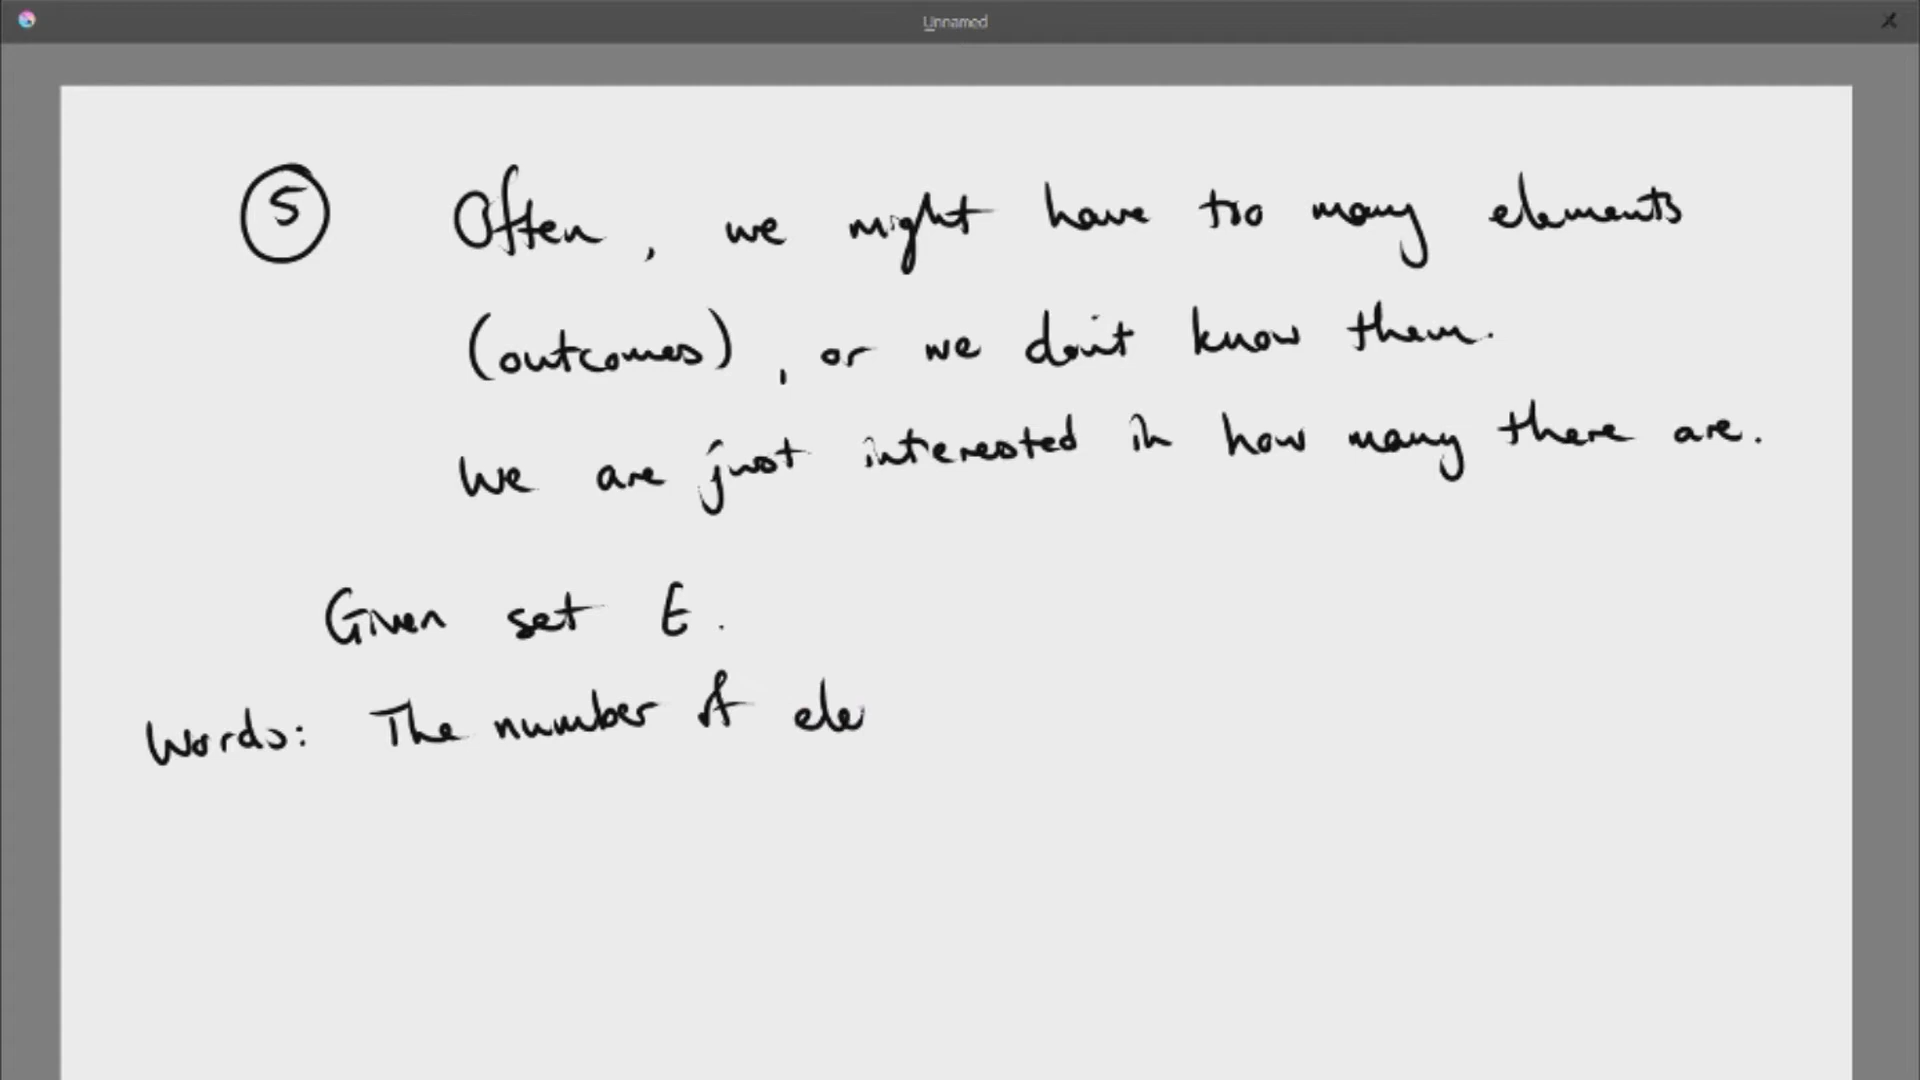 Unnamed
⑤ Often, we might have too many elements
(outcomes), or we don't know them.
We are just interested in how many there are.
Given set E.
Words: The number of ele